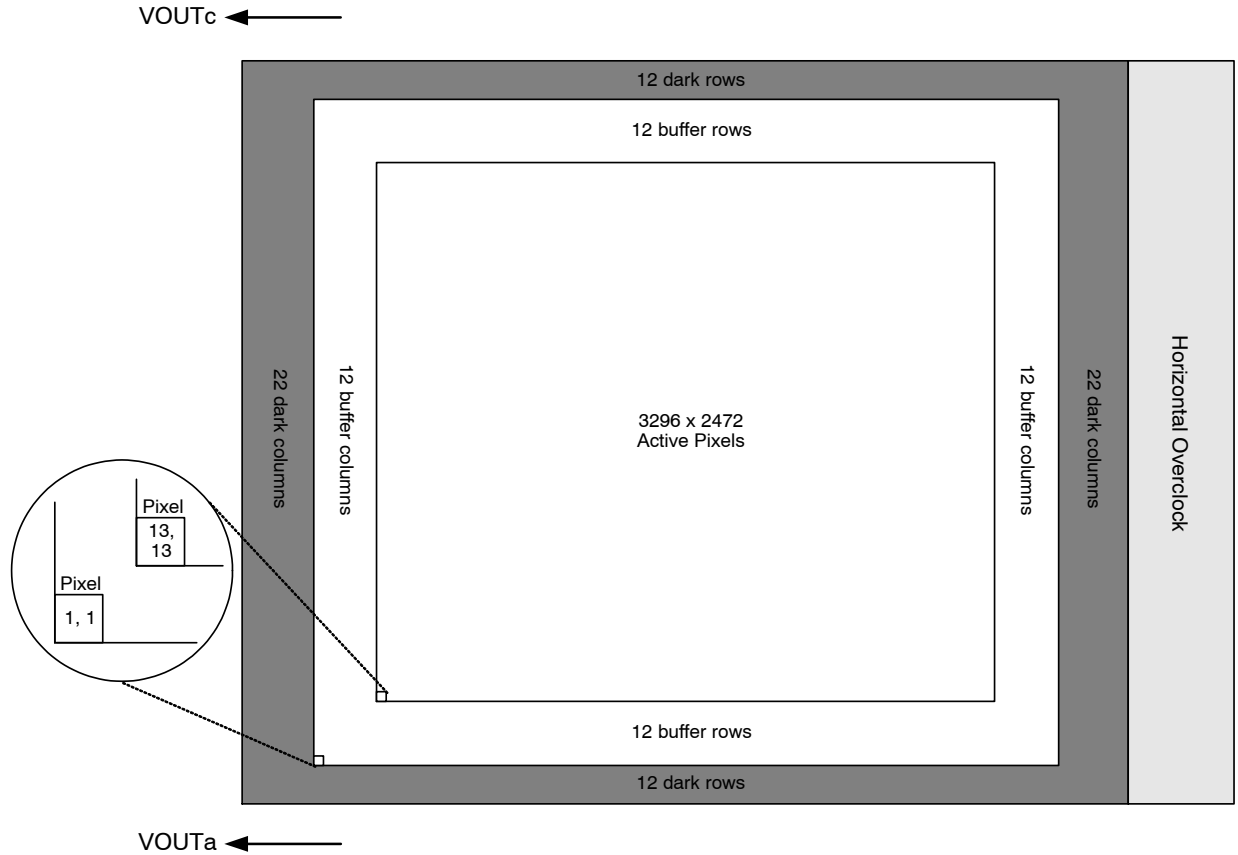 VOUTc
12 dark rows
12 buffer rows
22 dark columns
12 buffer columns
3296 x 2472
Active Pixels
12 buffer columns
22 dark columns
Horizontal Overclock
Pixel
13,
13
Pixel
1, 1
12 buffer rows
12 dark rows
VOUTa